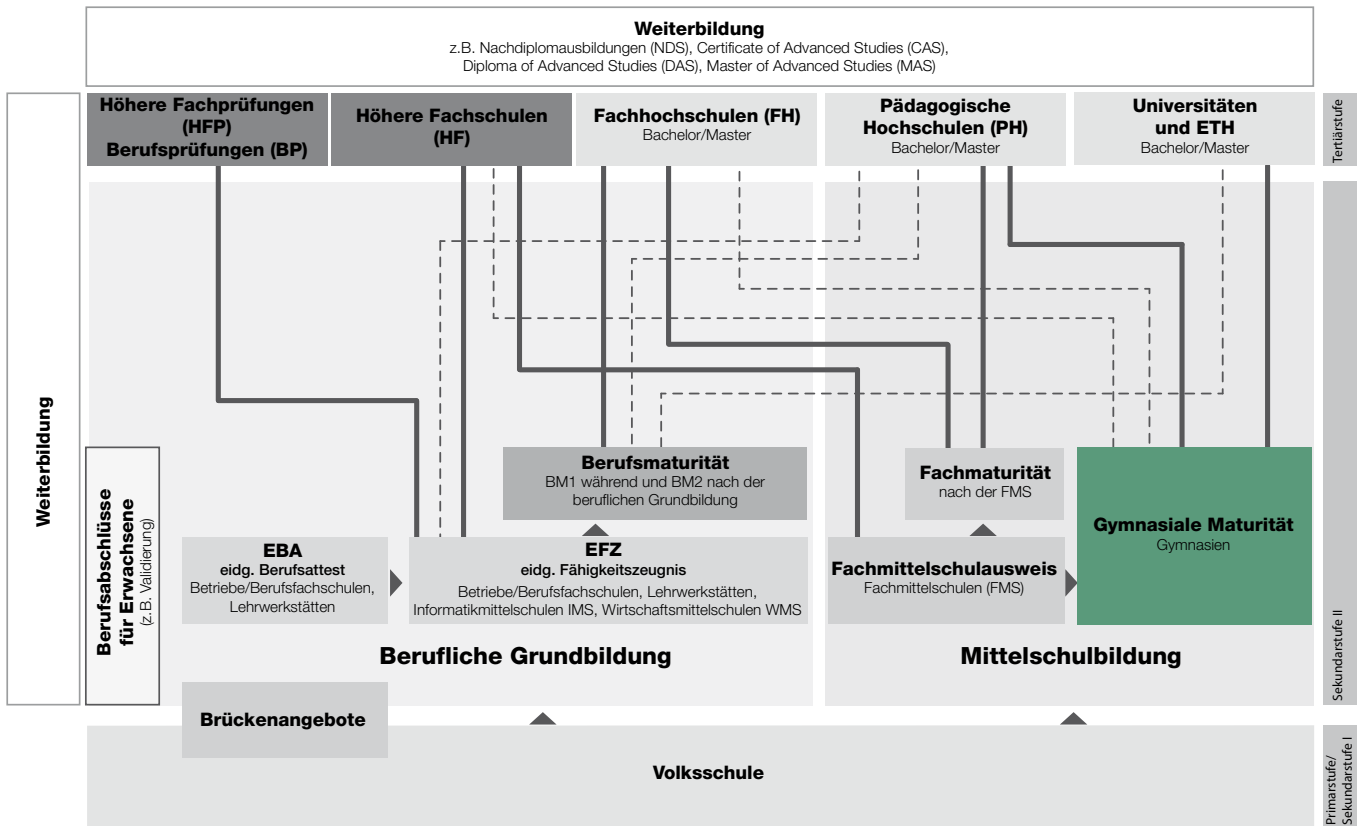 Weiterbildung
z.B. Nachdiplomausbildungen (NDS), Certificate of Advanced Studies (CAS),
Diploma of Advanced Studies (DAS), Master of Advanced Studies (MAS)
Höhere Fachprüfungen
(HFP)
Berufsprüfungen (BP)
Höhere Fachschulen
(HF)
Fachhochschulen (FH)
Bachelor/Master
Pädagogische
Hochschulen (PH)
Bachelor/Master
Universitäten
und ETH
Bachelor/Master
Tertiärstufe
Weiterbildung
Berufsabschlüsse
für Erwachsene
(z.B. Validierung)
Berufsmaturität
BM1 während und BM2 nach der
beruflichen Grundbildung
Fachmaturität
nach der FMS
Gymnasiale Maturität
Gymnasien
EBA
eidg. Berufsattest
Betriebe/Berufsfachschulen,
Lehrwerkstätten
EFZ
eidg. Fähigkeitszeugnis
Betriebe/Berufsfachschulen, Lehrwerkstätten,
Informatikmittelschulen IMS, Wirtschaftsmittelschulen WMS
Fachmittelschulausweis
Fachmittelschulen (FMS)
Berufliche Grundbildung
Mittelschulbildung
Sekundarstufe II
Brückenangebote
Volksschule
Primarstufe/
Sekundarstufe I